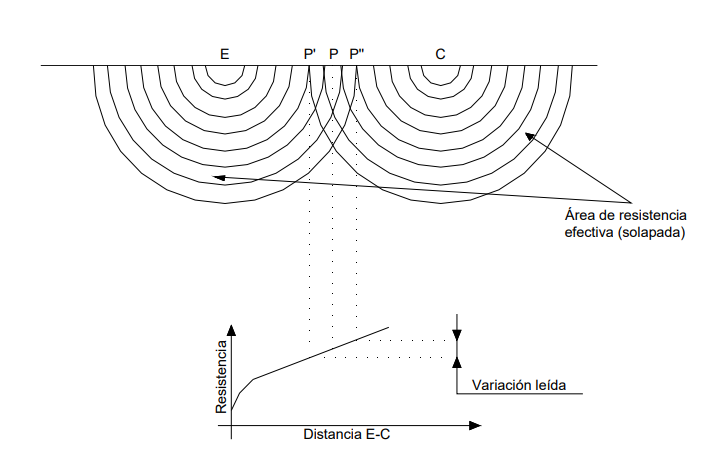 E P' P P" C
Área de resistencia
efectiva (solapada)
Resistencia
Variación leída
Distancia E-C